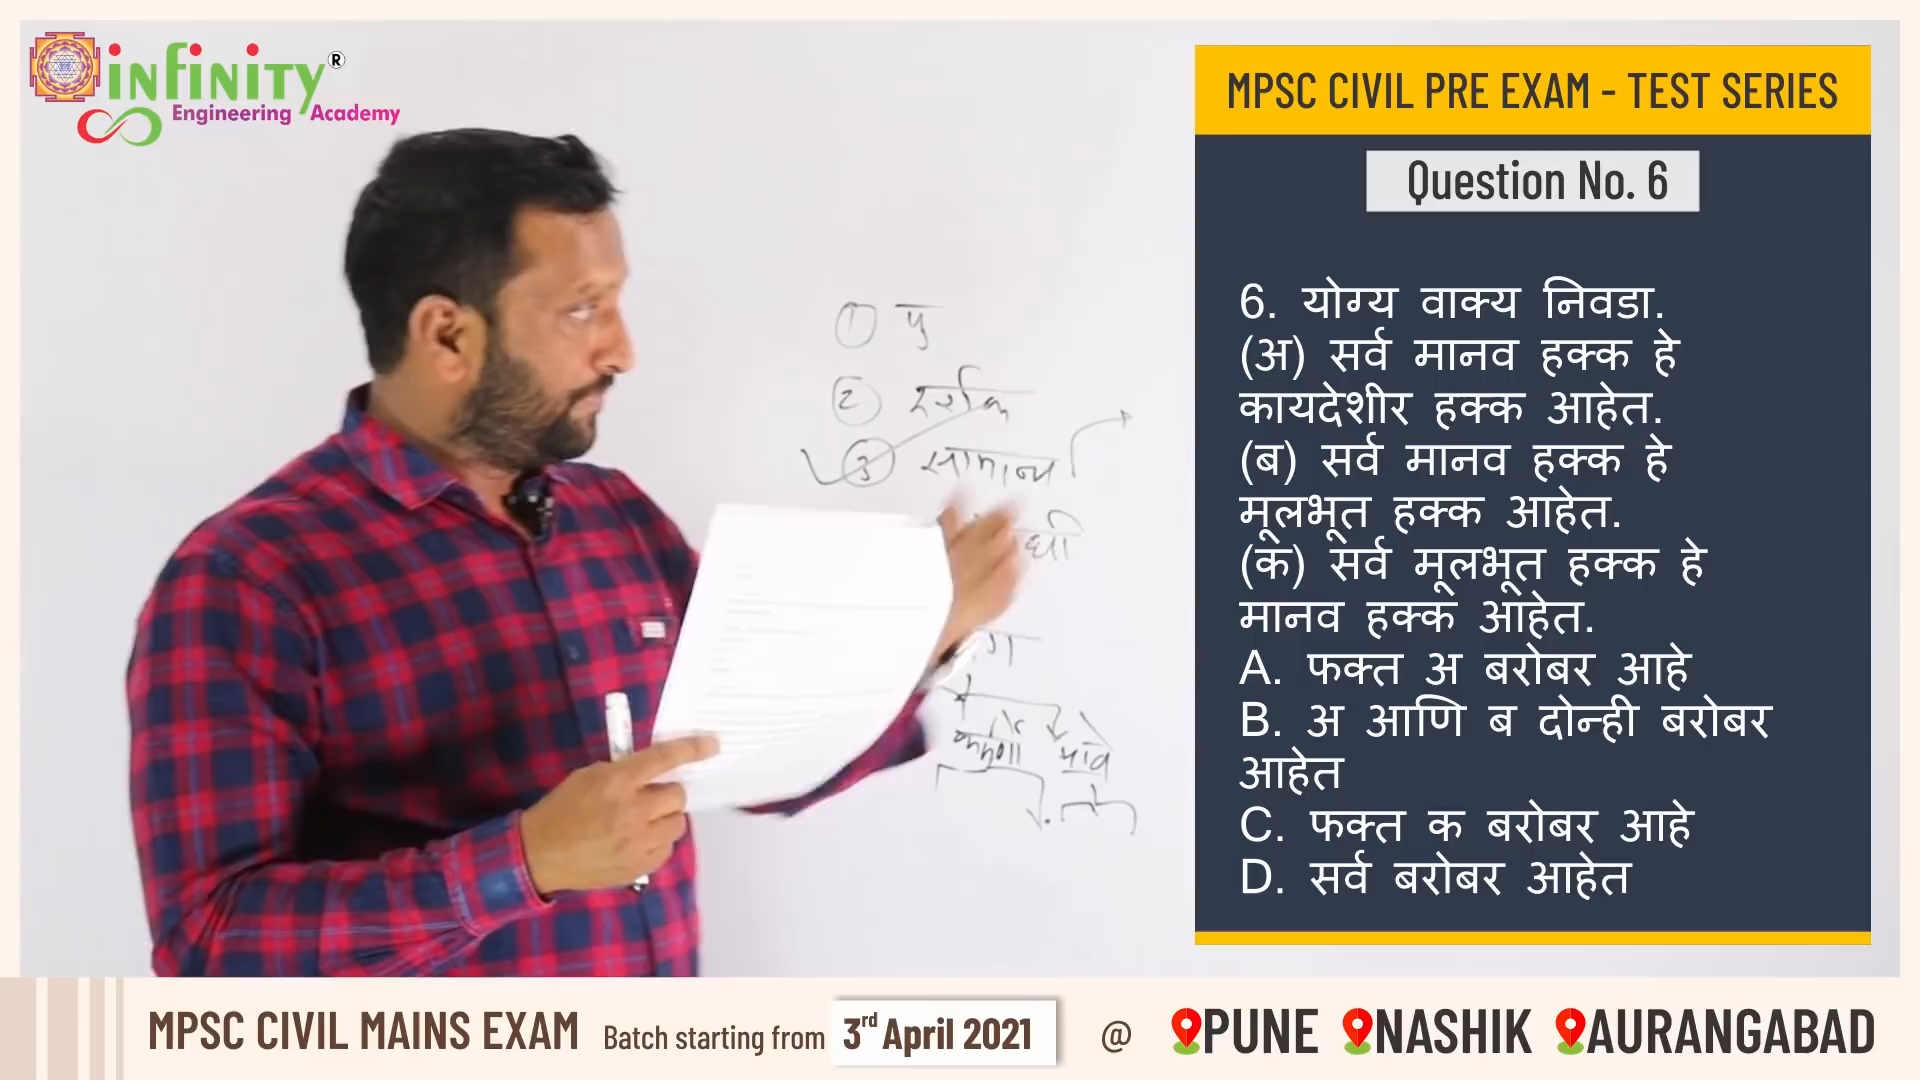 infinity®
Engineering Academy
MPSC CIVIL PRE EXAM - TEST SERIES
Question No. 6
6. योग्य वाक्य निवडा.
(अ) सर्व मानव हक्क हे
कायदेशीर हक्क आहेत.
(ब) सर्व मानव हक्क हे
मूलभूत हक्क आहेत.
(क) सर्व मूलभूत हक्क हे
मानव हक्क आहेत.
A. फक्त अ बरोबर आहे
B. अ आणि ब दोन्ही बरोबर
आहेत
C. फक्त क बरोबर आहे
D. सर्व बरोबर आहेत
① पु
②
③ सामान्य
MPSC CIVIL MAINS EXAM Batch starting from 3rd April 2021 @ PUNE NASHIK AURANGABAD